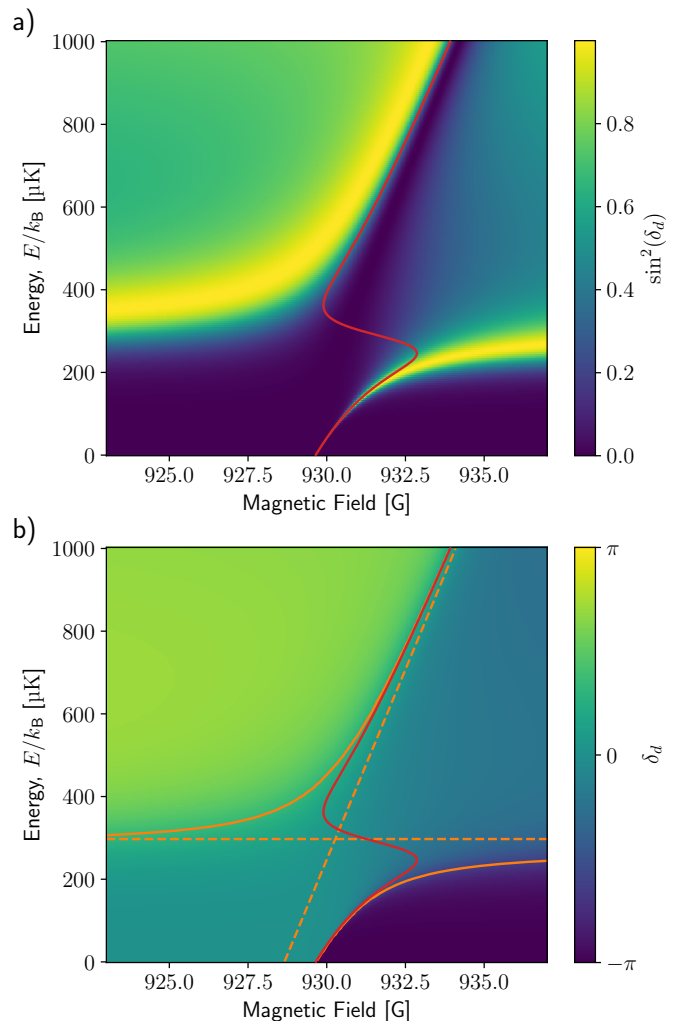 a)
1000
800
600
400
200
0
Energy, E/k_B [µK]
925.0 927.5 930.0 932.5 935.0
Magnetic Field [G]
0.8
0.6
0.4
0.2
0.0
sin²(δ_d)
b)
1000
800
600
400
200
0
Energy, E/k_B [µK]
925.0 927.5 930.0 932.5 935.0
Magnetic Field [G]
π
0
−π
δ_d